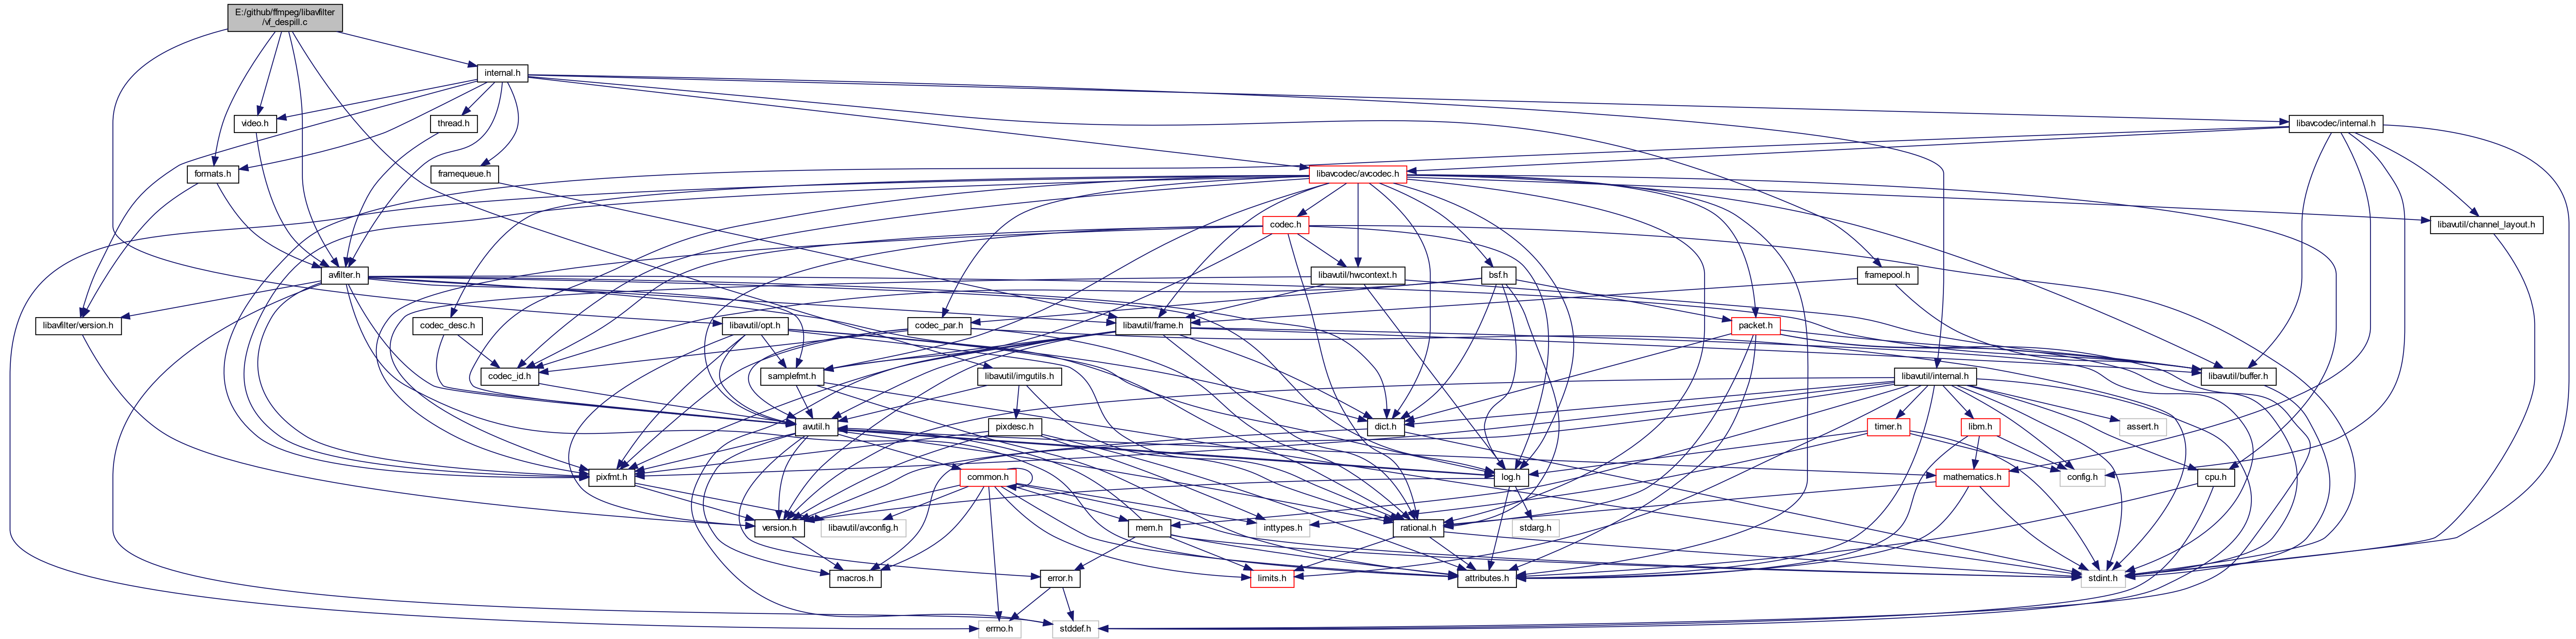 E:/github/ffmpeg/libavfilter
/vf_despill.c
internal.h
video.h
thread.h
libavcodec/internal.h
formats.h
framequeue.h
libavcodec/avcodec.h
codec.h
libavutil/channel_layout.h
avfilter.h
libavutil/hwcontext.h
bsf.h
framepool.h
libavfilter/version.h
codec_desc.h
libavutil/opt.h
codec_par.h
libavutil/frame.h
packet.h
codec_id.h
samplefmt.h
libavutil/imgutils.h
libavutil/internal.h
libavutil/buffer.h
avutil.h
pixdesc.h
dict.h
timer.h
libm.h
assert.h
pixfmt.h
common.h
log.h
mathematics.h
config.h
cpu.h
version.h
libavutil/avconfig.h
mem.h
inttypes.h
rational.h
stdarg.h
macros.h
error.h
limits.h
attributes.h
stdint.h
errno.h
stddef.h